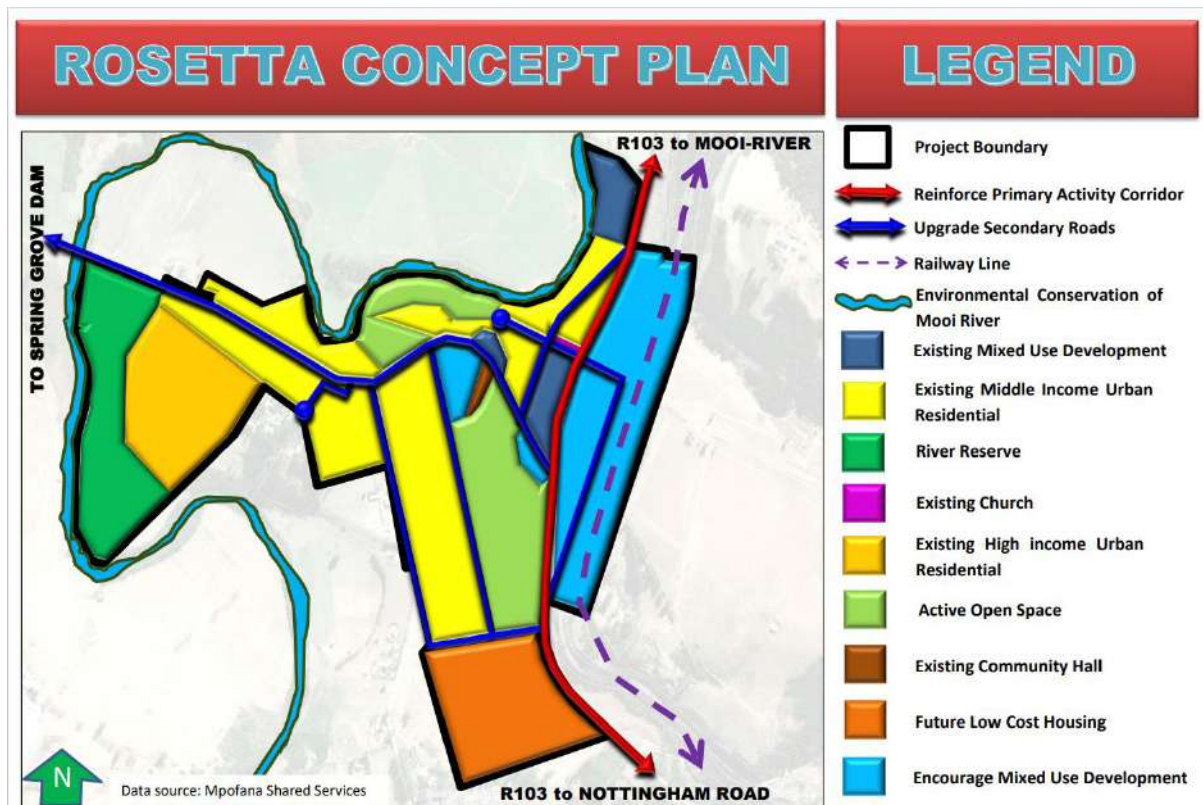 ROSETTA CONCEPT PLAN
LEGEND
R103 to MOOI-RIVER
TO SPRING GROVE DAM
R103 to NOTTINGHAM ROAD
N
Data source: Mpofana Shared Services
Project Boundary
Reinforce Primary Activity Corridor
Upgrade Secondary Roads
Railway Line
Environmental Conservation of
Mooi River
Existing Mixed Use Development
Existing Middle Income Urban
Residential
River Reserve
Existing Church
Existing High income Urban
Residential
Active Open Space
Existing Community Hall
Future Low Cost Housing
Encourage Mixed Use Development